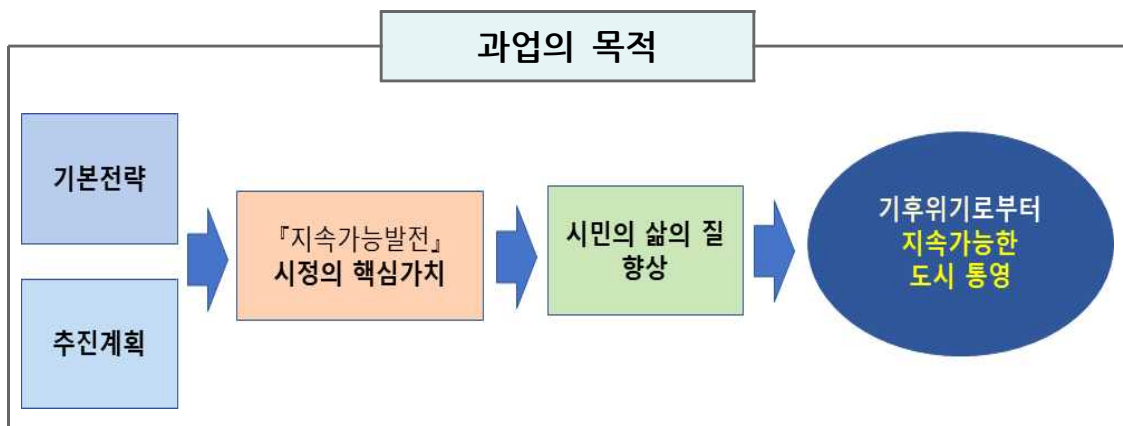 과업의 목적
기본전략
추진계획
『지속가능발전』
시정의 핵심가치
시민의 삶의 질
향상
기후위기로부터
지속가능한
도시 통영